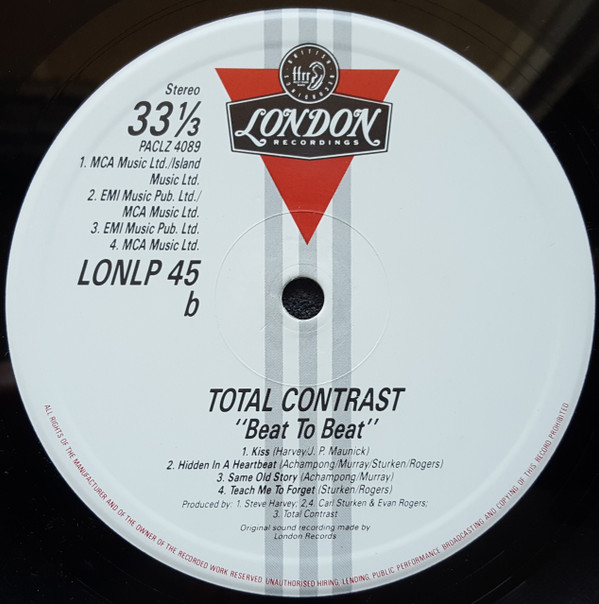 BRITISH
ffrr
RECORDINGS
LONDON
RECORDINGS
Stereo
33⅓
PACLZ 4089
1. MCA Music Ltd./Island
Music Ltd.
2. EMI Music Pub. Ltd./
MCA Music Ltd.
3. EMI Music Pub. Ltd.
4. MCA Music Ltd.
LONLP 45
b
TOTAL CONTRAST
"Beat To Beat"
1. Kiss (Harvey/J. P. Maunick)
2. Hidden In A Heartbeat (Achampong/Murray/Sturken/Rogers)
3. Same Old Story (Achampong/Murray)
4. Teach Me To Forget (Sturken/Rogers)
Produced by: 1. Steve Harvey; 2,4. Carl Sturken & Evan Rogers;
3. Total Contrast
Original sound recording made by
London Records
ALL RIGHTS OF THE MANUFACTURER AND OF THE OWNER OF THE RECORDED WORK RESERVED. UNAUTHORISED HIRING, LENDING, PUBLIC PERFORMANCE, BROADCASTING AND COPYING OF THIS RECORD PROHIBITED